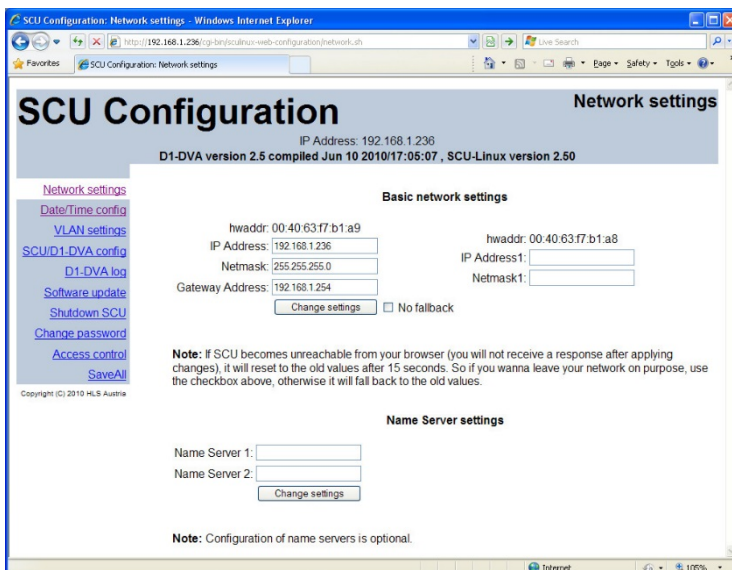 SCU Configuration: Network settings - Windows Internet Explorer
http://192.168.1.236/cgi-bin/sculinux-web-configuration/network.sh
Live Search
Favorites
SCU Configuration: Network settings
Page
Safety
Tools
SCU Configuration
Network settings
IP Address: 192.168.1.236
D1-DVA version 2.5 compiled Jun 10 2010/17:05:07 , SCU-Linux version 2.50
Network settings
Date/Time config
VLAN settings
SCU/D1-DVA config
D1-DVA log
Software update
Shutdown SCU
Change password
Access control
SaveAll
Copyright (C) 2010 HLS Austria
Basic network settings
hwaddr: 00:40:63:f7:b1:a9
IP Address: 192.168.1.236
Netmask: 255.255.255.0
Gateway Address: 192.168.1.254
Change settings
No fallback
hwaddr: 00:40:63:f7:b1:a8
IP Address1:
Netmask1:
Note: If SCU becomes unreachable from your browser (you will not receive a response after applying
changes), it will reset to the old values after 15 seconds. So if you wanna leave your network on purpose, use
the checkbox above, otherwise it will fall back to the old values.
Name Server settings
Name Server 1:
Name Server 2:
Change settings
Note: Configuration of name servers is optional.
Internet
105%